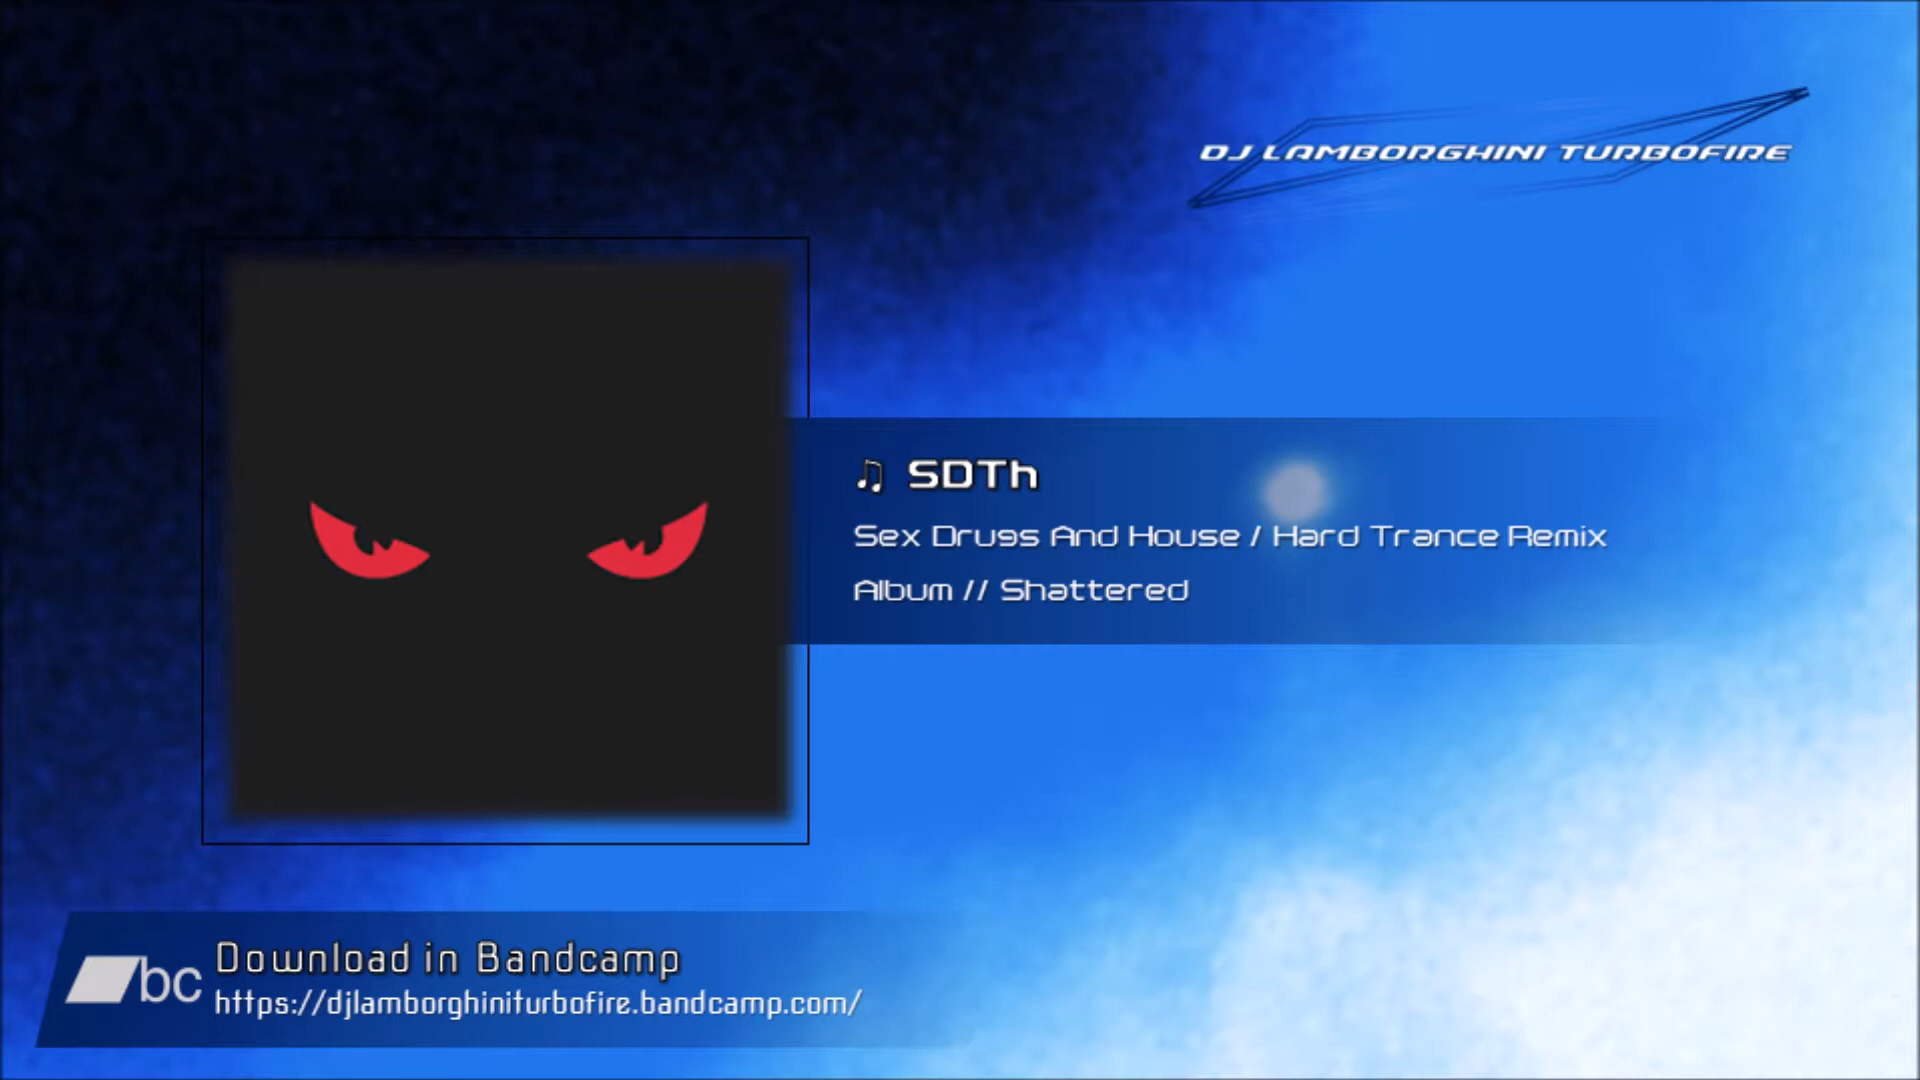 DJ LAMBORGHINI TURBOFIRE
♫ SDTh
Sex Drugs And House / Hard Trance Remix
Album // Shattered
bc
Download in Bandcamp
https://djlamborghiniturbofire.bandcamp.com/